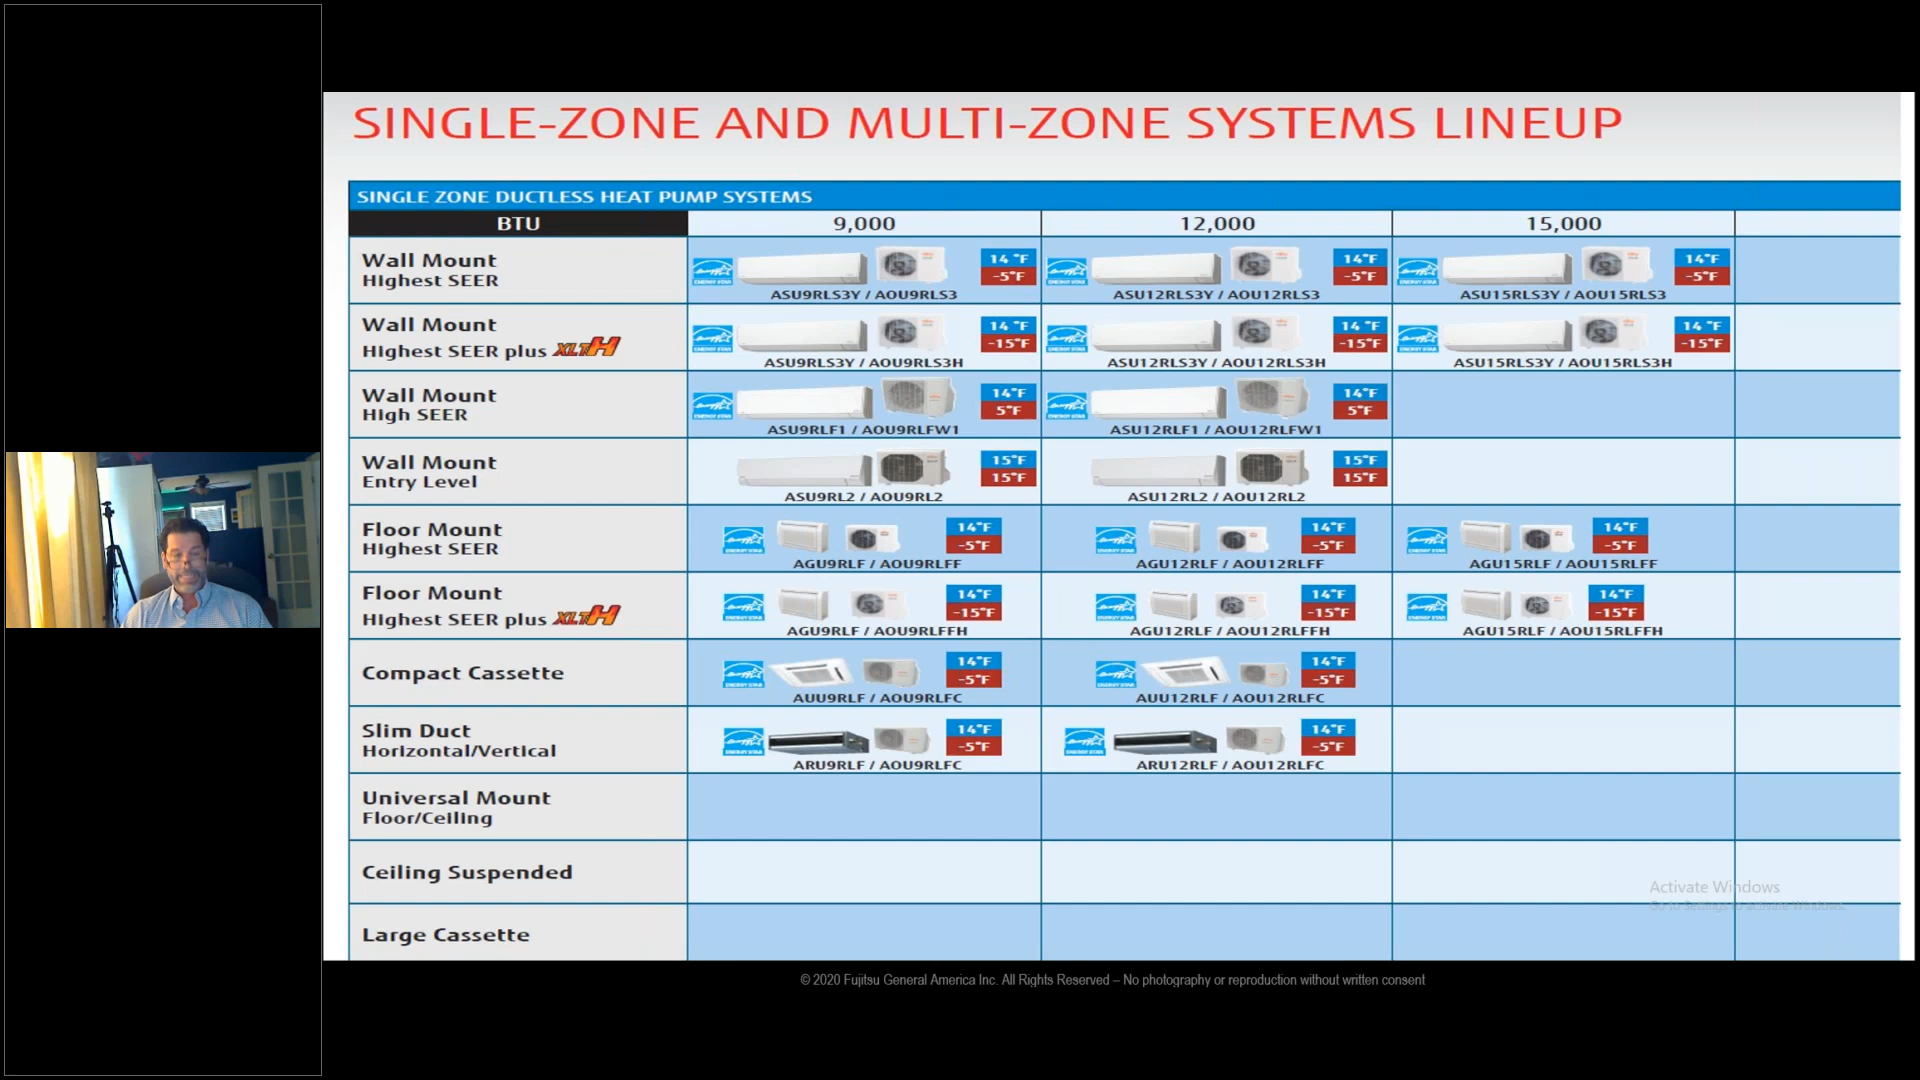 SINGLE-ZONE AND MULTI-ZONE SYSTEMS LINEUP
SINGLE ZONE DUCTLESS HEAT PUMP SYSTEMS
BTU 9,000 12,000 15,000
Wall Mount
Highest SEER
14°F 14°F 14°F
-5°F -5°F -5°F
ASU9RLS3Y / AOU9RLS3 ASU12RLS3Y / AOU12RLS3 ASU15RLS3Y / AOU15RLS3
Wall Mount
Highest SEER plus XLTH
14°F 14°F 14°F
-15°F -15°F -15°F
ASU9RLS3Y / AOU9RLS3H ASU12RLS3Y / AOU12RLS3H ASU15RLS3Y / AOU15RLS3H
Wall Mount
High SEER
14°F 14°F
5°F 5°F
ASU9RLF1 / AOU9RLFW1 ASU12RLF1 / AOU12RLFW1
Wall Mount
Entry Level
15°F 15°F
15°F 15°F
ASU9RL2 / AOU9RL2 ASU12RL2 / AOU12RL2
Floor Mount
Highest SEER
14°F 14°F 14°F
-5°F -5°F -5°F
AGU9RLF / AOU9RLFF AGU12RLF / AOU12RLFF AGU15RLF / AOU15RLFF
Floor Mount
Highest SEER plus XLTH
14°F 14°F 14°F
-15°F -15°F -15°F
AGU9RLF / AOU9RLFFH AGU12RLF / AOU12RLFFH AGU15RLF / AOU15RLFFH
Compact Cassette
14°F 14°F
-5°F -5°F
AUU9RLF / AOU9RLFC AUU12RLF / AOU12RLFC
Slim Duct
Horizontal/Vertical
14°F 14°F
-5°F -5°F
ARU9RLF / AOU9RLFC ARU12RLF / AOU12RLFC
Universal Mount
Floor/Ceiling
Ceiling Suspended
Large Cassette
Activate Windows
Go to Settings to activate Windows.
© 2020 Fujitsu General America Inc. All Rights Reserved – No photography or reproduction without written consent